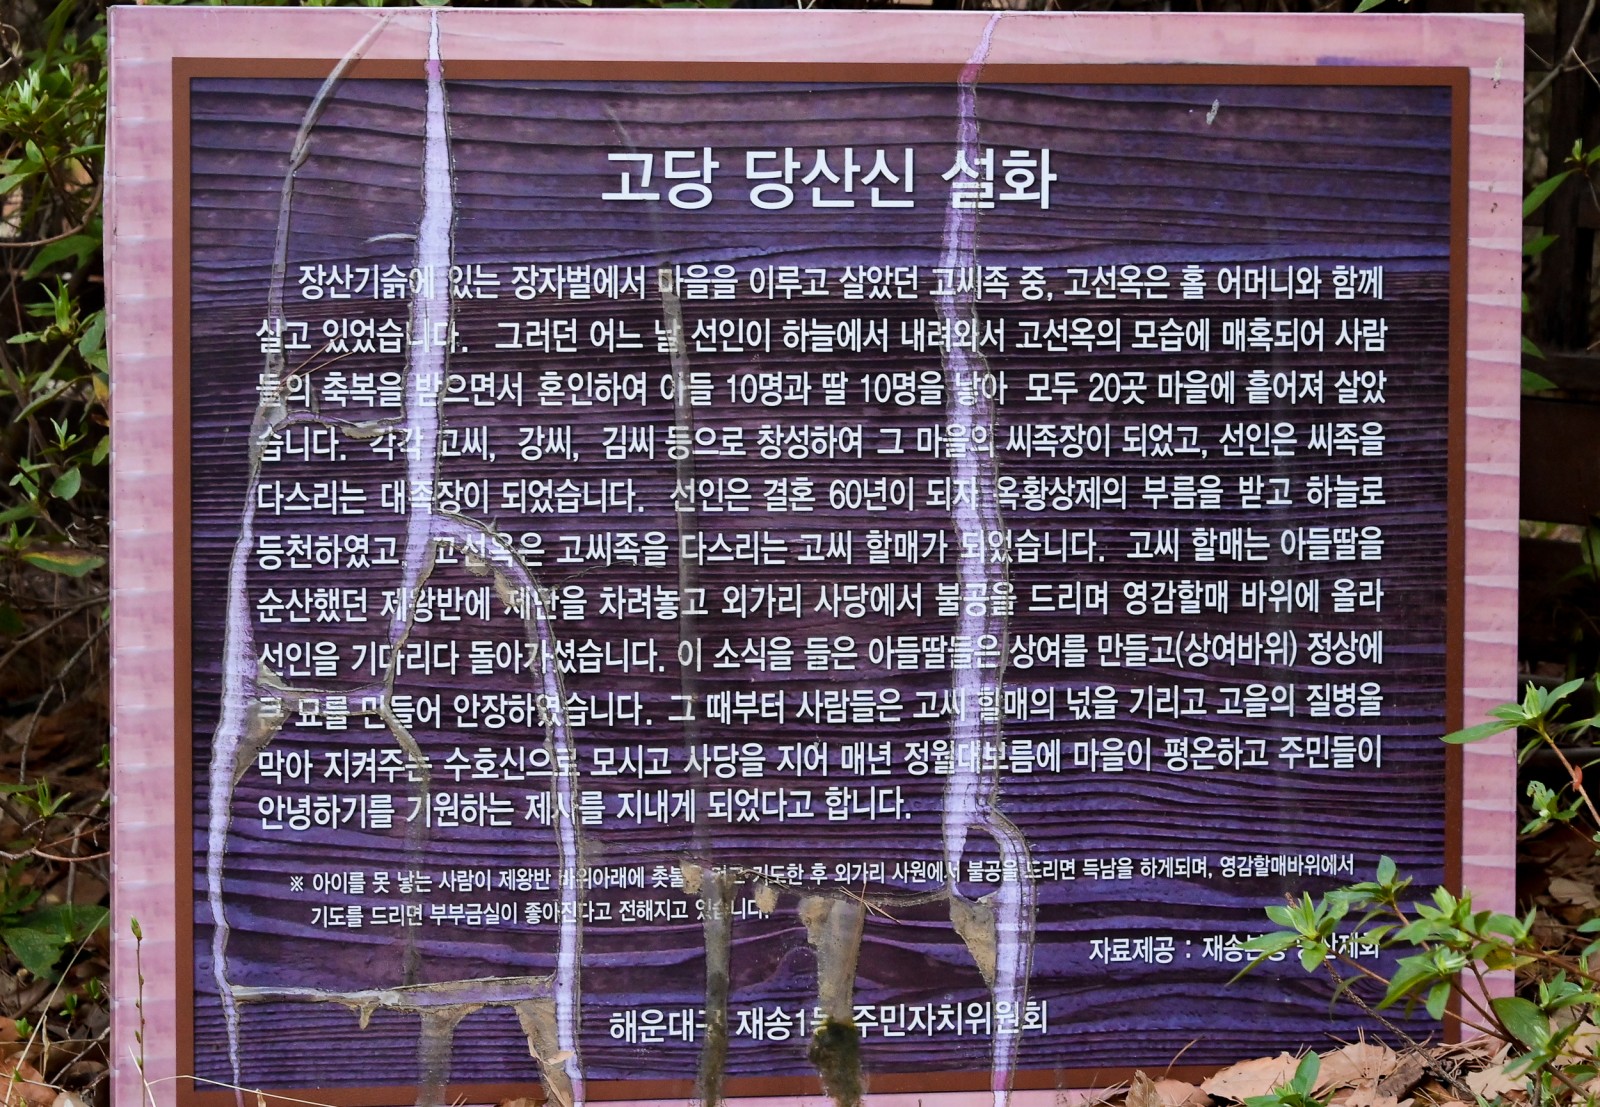 고당 당산신 설화
장산기슭에 있는 장자벌에서 마을을 이루고 살았던 고씨족 중, 고선옥은 홀 어머니와 함께
살고 있었습니다. 그러던 어느 날 선인이 하늘에서 내려와서 고선옥의 모습에 매혹되어 사람
들의 축복을 받으면서 혼인하여 아들 10명과 딸 10명을 낳아 모두 20곳 마을에 흩어져 살았
습니다. 각각 고씨, 강씨, 김씨 등으로 창성하여 그 마을의 씨족장이 되었고, 선인은 씨족을
다스리는 대족장이 되었습니다. 선인은 결혼 60년이 되자 옥황상제의 부름을 받고 하늘로
등천하였고, 고선옥은 고씨족을 다스리는 고씨 할매가 되었습니다. 고씨 할매는 아들딸을
순산했던 제왕반에 제단을 차려놓고 외가리 사당에서 불공을 드리며 영감할매 바위에 올라
선인을 기다리다 돌아가셨습니다. 이 소식을 들은 아들딸들은 상여를 만들고(상여바위) 정상에
큰 묘를 만들어 안장하였습니다. 그 때부터 사람들은 고씨 할매의 넋을 기리고 고을의 질병을
막아 지켜주는 수호신으로 모시고 사당을 지어 매년 정월대보름에 마을이 평온하고 주민들이
안녕하기를 기원하는 제사를 지내게 되었다고 합니다.
※ 아이를 못 낳는 사람이 제왕반 바위아래에 기도한 후 외가리 사원에서 불공을 드리면 득남을 하게되며, 영감할매바위에서
기도를 드리면 부부금실이 좋아진다고 전해지고 있습니다.
자료제공 : 당산제회
해운대구 재송1동 주민자치위원회